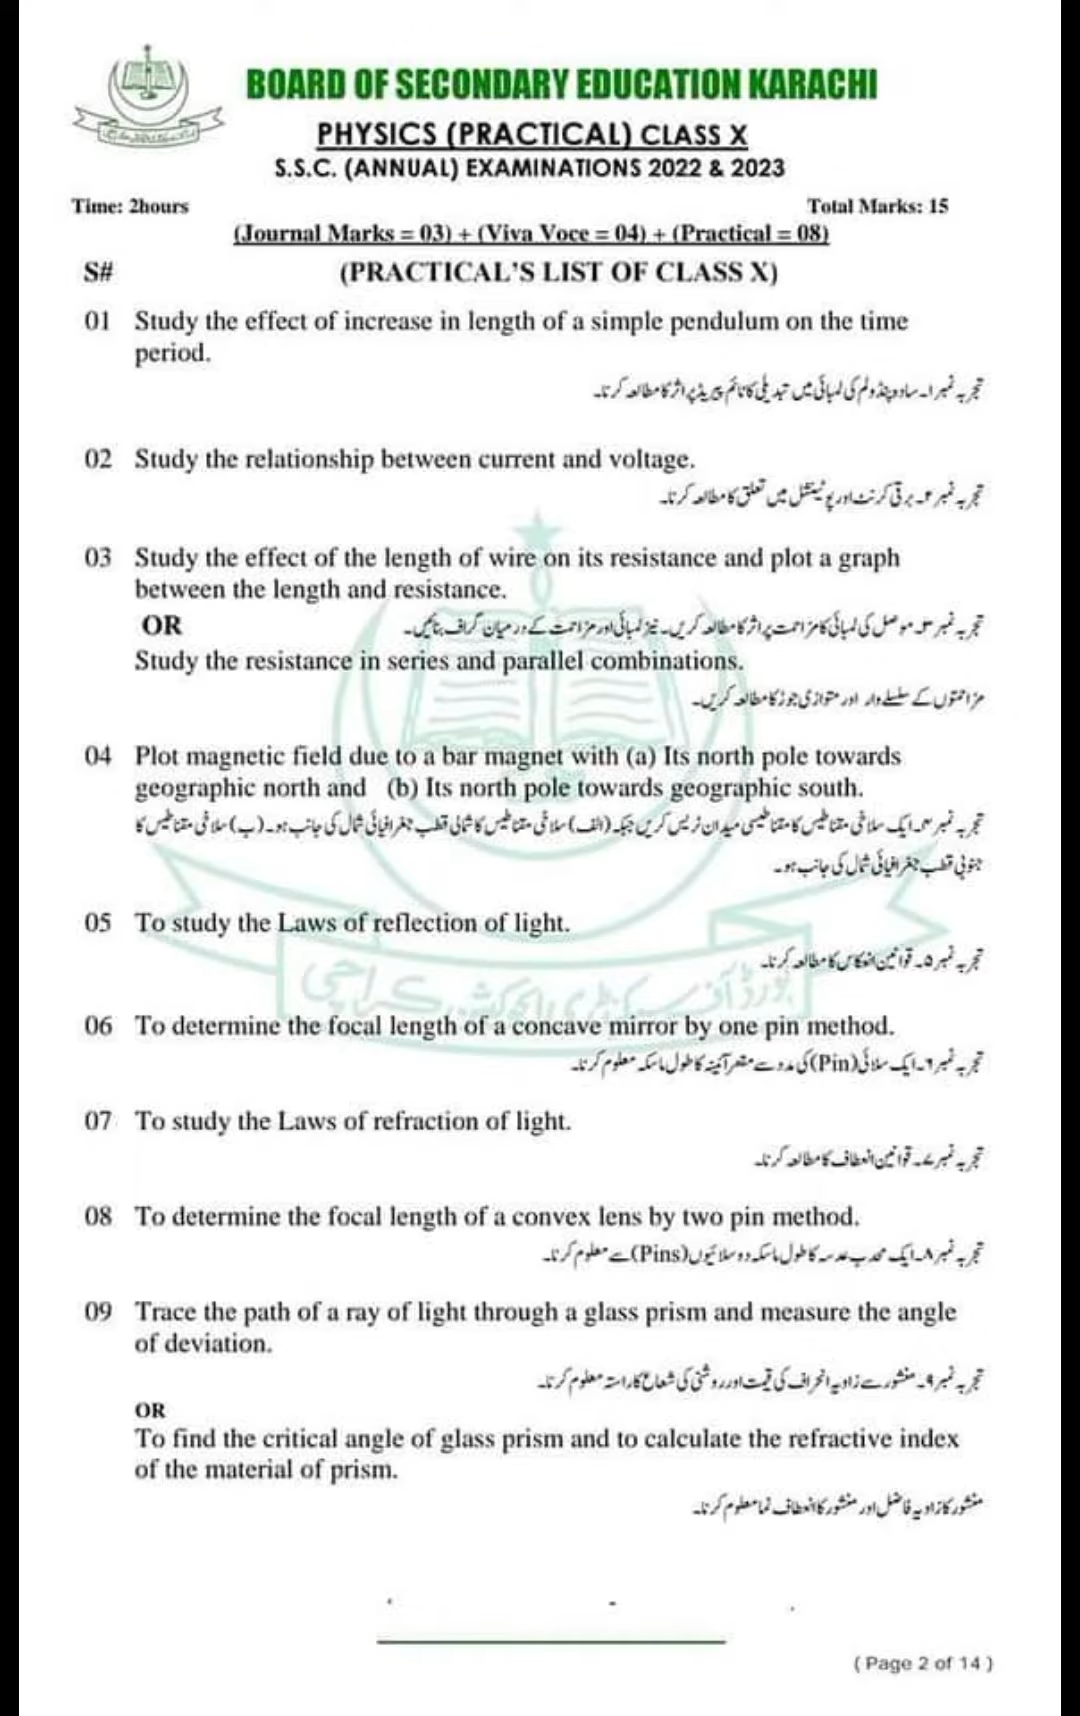 BOARD OF SECONDARY EDUCATION KARACHI
PHYSICS (PRACTICAL) CLASS X
S.S.C. (ANNUAL) EXAMINATIONS 2022 & 2023
Time: 2hours Total Marks: 15
(Journal Marks = 03) + (Viva Voce = 04) + (Practical = 08)
S# (PRACTICAL'S LIST OF CLASS X)
01 Study the effect of increase in length of a simple pendulum on the time
period.
تجربہ نمبر ۱۔ سادہ پنڈولم کی لمبائی میں تبدیلی کا ٹائم پیریڈ پر اثر کا مطالعہ کرنا۔
02 Study the relationship between current and voltage.
تجربہ نمبر ۲۔ برقی کرنٹ اور پوٹینشل میں تعلق کا مطالعہ کرنا۔
03 Study the effect of the length of wire on its resistance and plot a graph
between the length and resistance.
تجربہ نمبر ۳۔ موصل کی لمبائی کا مزاحمت پر اثر کا مطالعہ کریں۔ نیز لمبائی اور مزاحمت کے درمیان گراف بنائیں۔
OR
Study the resistance in series and parallel combinations.
مزاحمتوں کے سلسلے وار اور متوازی جوڑ کا مطالعہ کریں۔
04 Plot magnetic field due to a bar magnet with (a) Its north pole towards
geographic north and (b) Its north pole towards geographic south.
تجربہ نمبر ۴۔ ایک سلاخی مقناطیس کا مقناطیسی میدان ٹریس کریں جبکہ (الف) سلاخی مقناطیس کا شمالی قطب جغرافیائی شمال کی جانب ہو۔ (ب) سلاخی مقناطیس کا
جنوبی قطب جغرافیائی شمال کی جانب ہو۔
05 To study the Laws of reflection of light.
تجربہ نمبر ۵۔ قوانین انعکاس کا مطالعہ کرنا۔
بورڈ آف سیکنڈری ایجوکیشن کراچی
06 To determine the focal length of a concave mirror by one pin method.
تجربہ نمبر ۶۔ ایک سلائی (Pin) کی مدد سے مقعر آئینہ کا طول ماسکہ معلوم کرنا۔
07 To study the Laws of refraction of light.
تجربہ نمبر ۷۔ قوانین انعطاف کا مطالعہ کرنا۔
08 To determine the focal length of a convex lens by two pin method.
تجربہ نمبر ۸۔ ایک محدب عدسہ کا طول ماسکہ دو سلائیوں (Pins) سے معلوم کرنا۔
09 Trace the path of a ray of light through a glass prism and measure the angle
of deviation.
تجربہ نمبر ۹۔ منشور سے زاویہ انحراف کی قیمت اور روشنی کی شعاع کا راستہ معلوم کرنا۔
OR
To find the critical angle of glass prism and to calculate the refractive index
of the material of prism.
منشور کا زاویہ فاضل اور منشور کا انعطاف نما معلوم کرنا۔
( Page 2 of 14 )